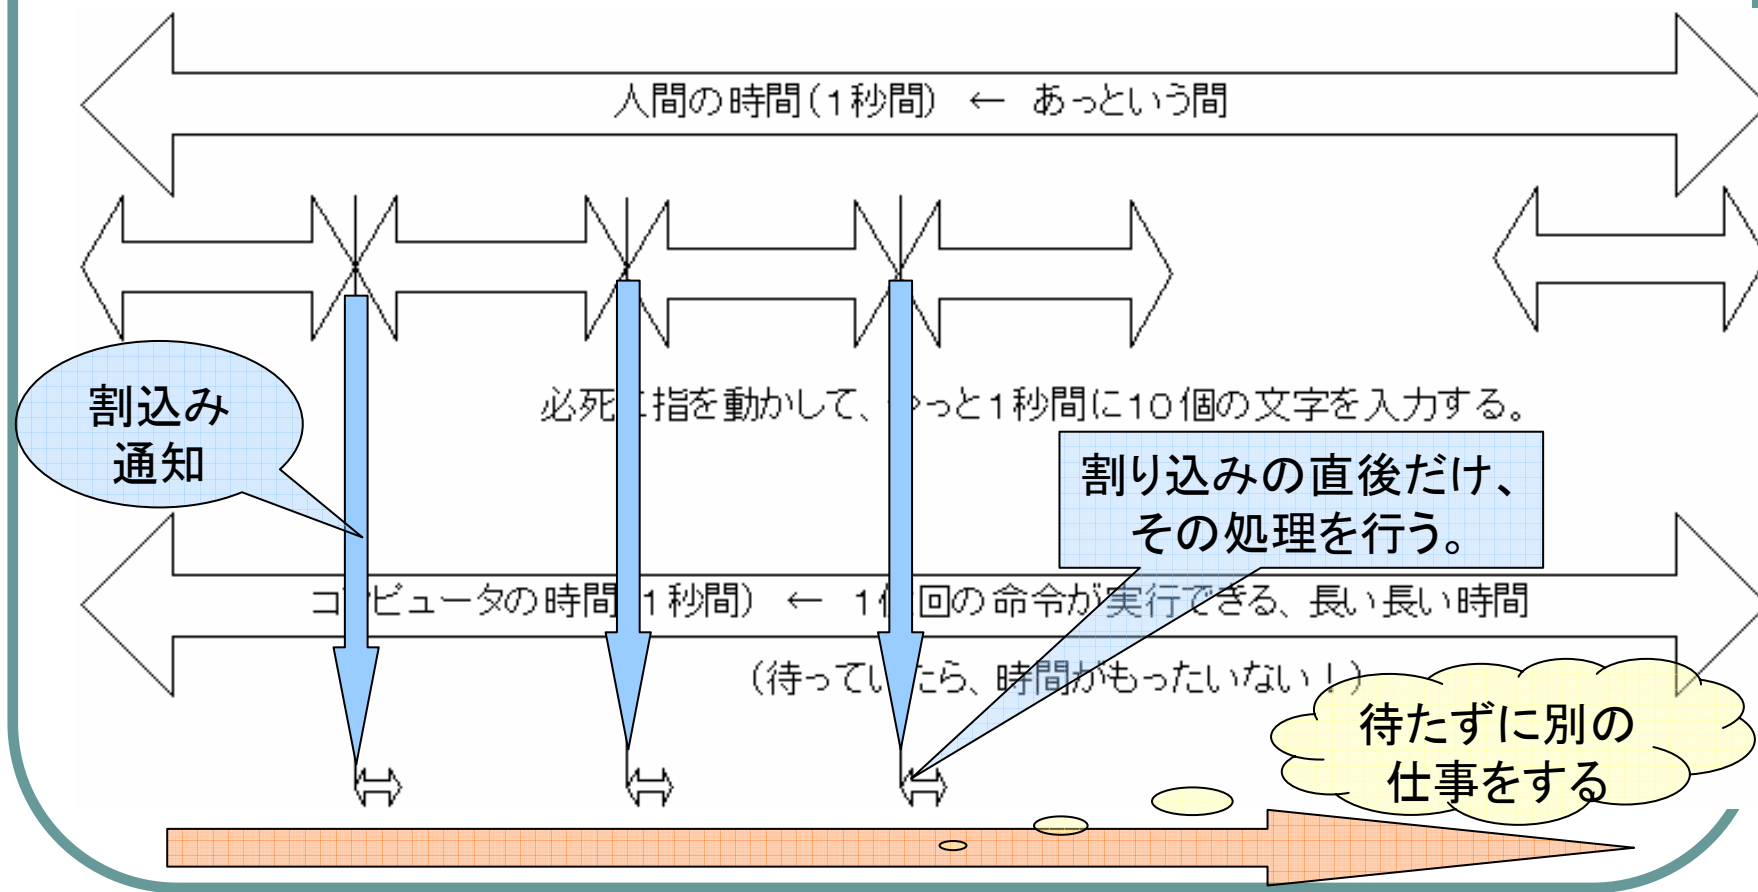 人間の時間(1秒間) ← あっという間
必死 指を動かして、 っと1秒間に10個の文字を入力する。
割込み
通知
割り込みの直後だけ、
その処理を行う。
コ ピュータの時間 1秒間) ← 1 回の命令が実行できる、長い長い時間
(待ってい たら、時間がもったいない！)
待たずに別の
仕事をする